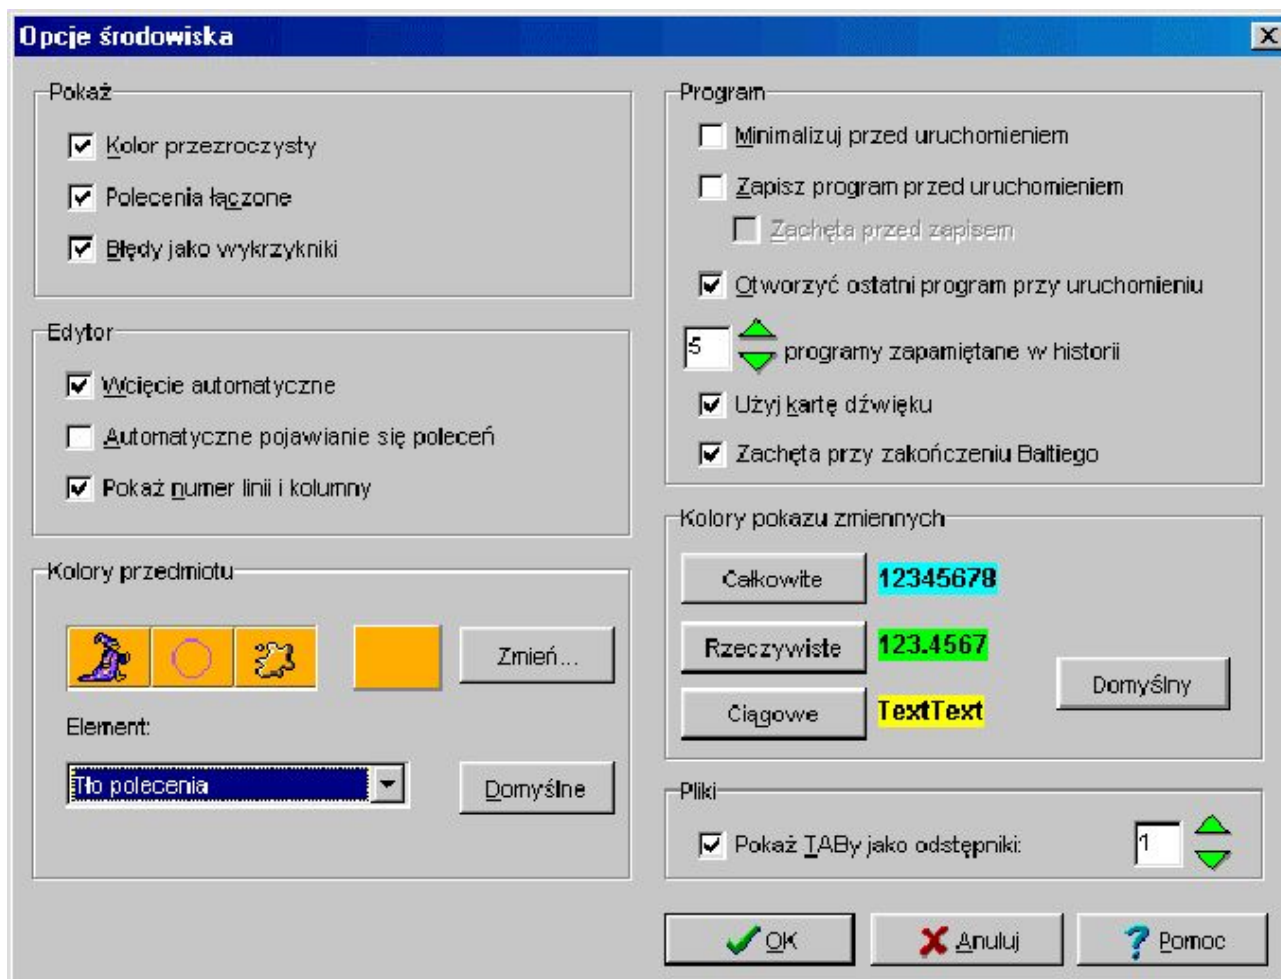 Opcje środowiska
Pokaż
Kolor przezroczysty
Polecenia łączone
Błędy jako wykrzykniki
Edytor
Wcięcie automatyczne
Automatyczne pojawianie się poleceń
Pokaż numer linii i kolumny
Kolory przedmiotu
Zmień...
Element:
Tło polecenia
Domyślne
Program
Minimalizuj przed uruchomieniem
Zapisz program przed uruchomieniem
Zachęta przed zapisem
Otworzyć ostatni program przy uruchomieniu
5 programy zapamiętane w historii
Użyj kartę dźwięku
Zachęta przy zakończeniu Baltiego
Kolory pokazu zmiennych
Całkowite 12345678
Rzeczywiste 123.4567
Domyślny
Ciągowe TextText
Pliki
Pokaż TABy jako odstępniki: 1
OK Anuluj Pomoc